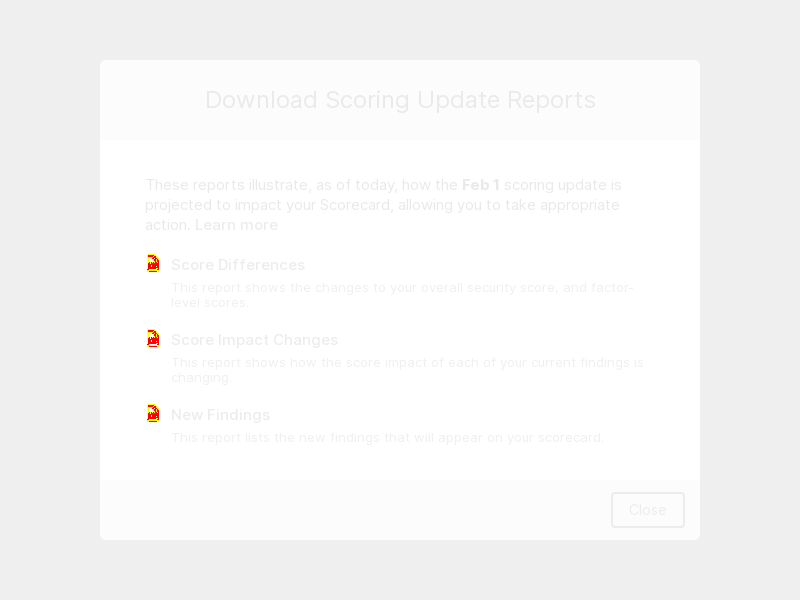 Download Scoring Update Reports
These reports illustrate, as of today, how the Feb 1 scoring update is
projected to impact your Scorecard, allowing you to take appropriate
action. Learn more
Score Differences
This report shows the changes to your overall security score, and factor-
level scores.
Score Impact Changes
This report shows how the score impact of each of your current findings is
changing.
New Findings
This report lists the new findings that will appear on your scorecard.
Close